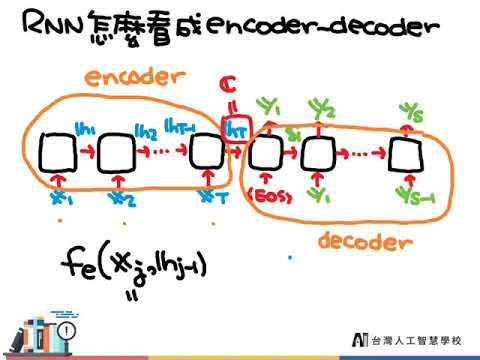 RNN怎麼看成encoder-decoder
encoder
C
=
h1 h2 hT-1 hT
y1 y2 ys
s1
x1 x2 ... xT <EOS> y1 ... ys-1
decoder
fe(xj, hj-1)
=
AI 台灣人工智慧學校